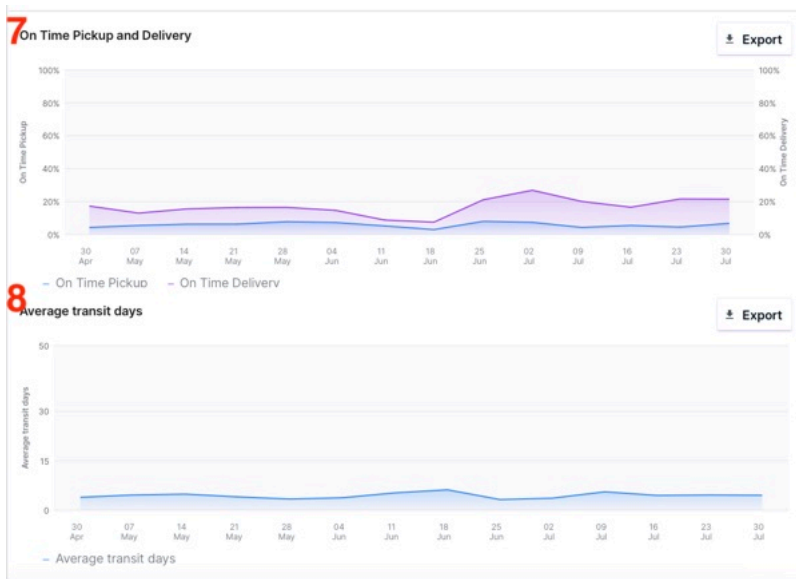 7
On Time Pickup and Delivery
Export
100% 100%
80% 80%
60% 60%
40% 40%
20% 20%
0% 0%
On Time Pickup
On Time Delivery
30 07 14 21 28 04 11 18 25 02 09 16 23 30
Apr May May May May Jun Jun Jun Jun Jul Jul Jul Jul Jul
On Time Pickup On Time Delivery
8
Average transit days
Export
50
30
15
0
Average transit days
30 07 14 21 28 04 11 18 25 02 09 16 23 30
Apr May May May May Jun Jun Jun Jun Jul Jul Jul Jul Jul
Average transit days